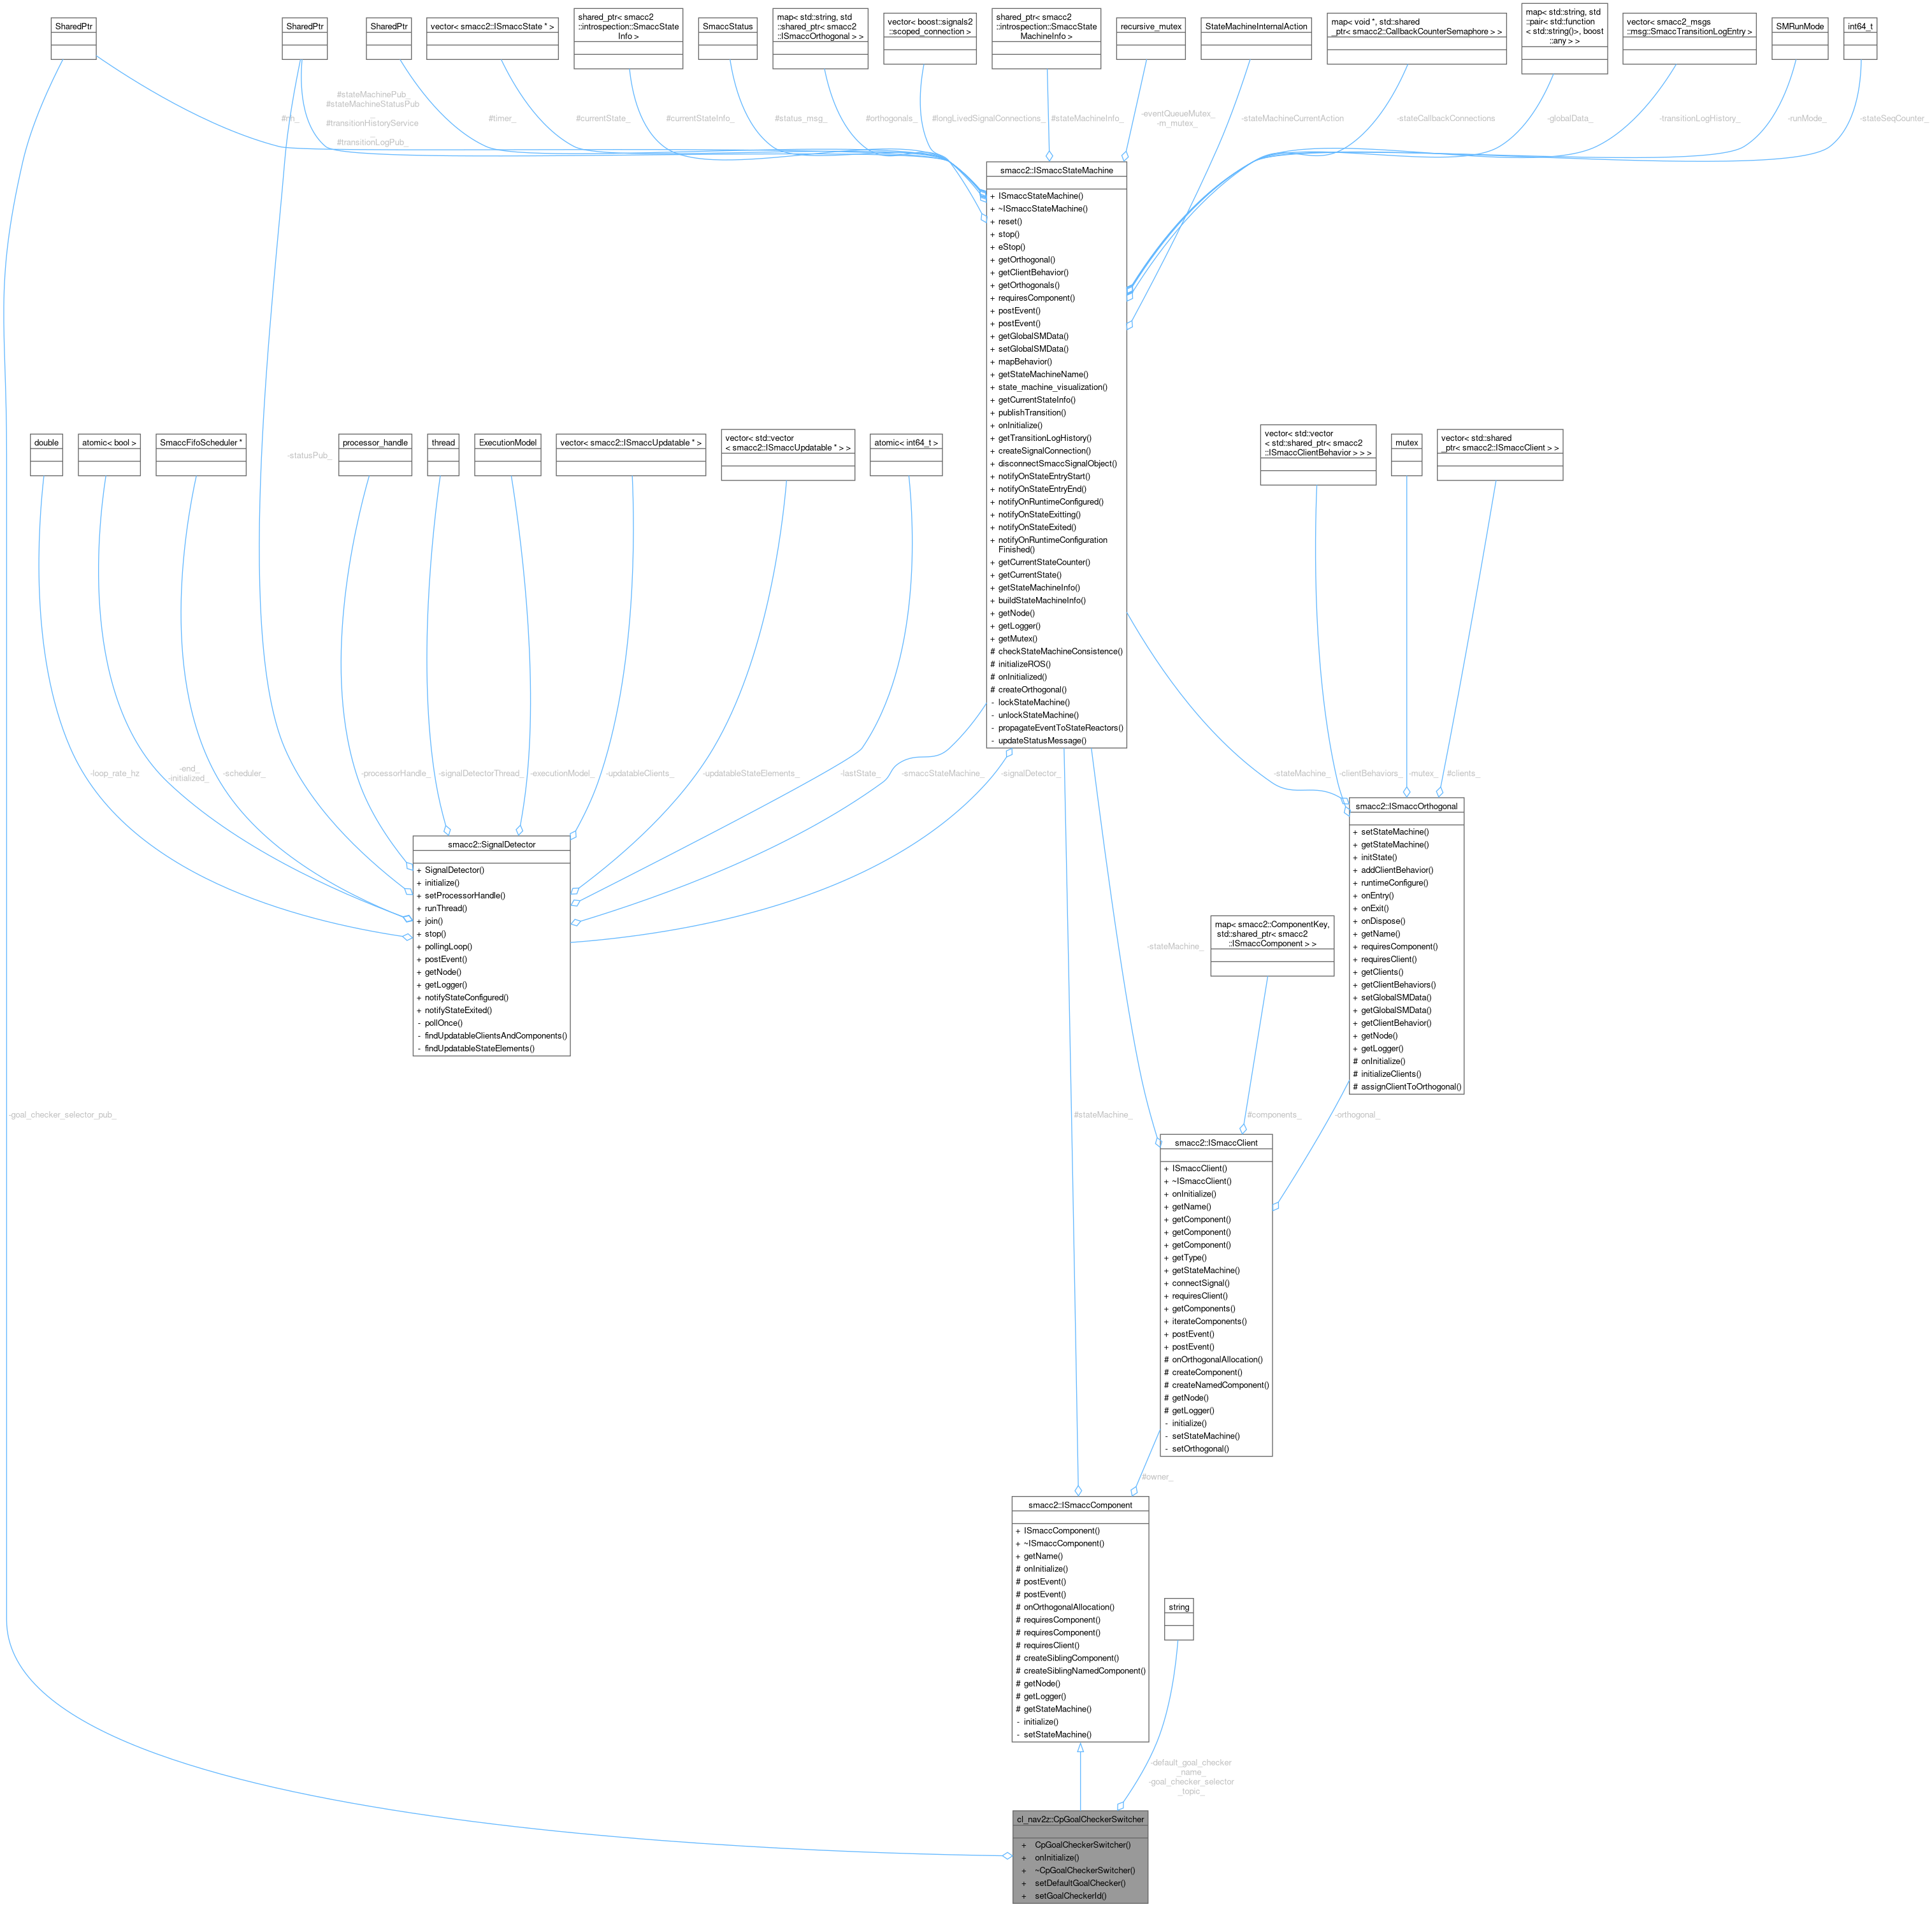 SharedPtr
SharedPtr
SharedPtr
vector< smacc2::ISmaccState * >
shared_ptr< smacc2
::introspection::SmaccState
Info >
SmaccStatus
map< std::string, std
::shared_ptr< smacc2
::ISmaccOrthogonal > >
vector< boost::signals2
::scoped_connection >
shared_ptr< smacc2
::introspection::SmaccState
MachineInfo >
recursive_mutex
StateMachineInternalAction
map< void *, std::shared
_ptr< smacc2::CallbackCounterSemaphore > >
map< std::string, std
::pair< std::function
< std::string()>, boost
::any > >
vector< smacc2_msgs
::msg::SmaccTransitionLogEntry >
SMRunMode
int64_t
#nh_
#stateMachinePub_
#stateMachineStatusPub
_
#transitionHistoryService
_
#transitionLogPub_
#timer_
#currentState_
#currentStateInfo_
#status_msg_
#orthogonals_
#longLivedSignalConnections_
#stateMachineInfo_
-eventQueueMutex_
-m_mutex_
-stateMachineCurrentAction
-stateCallbackConnections
-globalData_
-transitionLogHistory_
-runMode_
-stateSeqCounter_
smacc2::ISmaccStateMachine
+ ISmaccStateMachine()
+ ~ISmaccStateMachine()
+ reset()
+ stop()
+ eStop()
+ getOrthogonal()
+ getClientBehavior()
+ getOrthogonals()
+ requiresComponent()
+ postEvent()
+ postEvent()
+ getGlobalSMData()
+ setGlobalSMData()
+ mapBehavior()
+ getStateMachineName()
+ state_machine_visualization()
+ getCurrentStateInfo()
+ publishTransition()
+ onInitialize()
+ getTransitionLogHistory()
+ createSignalConnection()
+ disconnectSmaccSignalObject()
+ notifyOnStateEntryStart()
+ notifyOnStateEntryEnd()
+ notifyOnRuntimeConfigured()
+ notifyOnStateExitting()
+ notifyOnStateExited()
+ notifyOnRuntimeConfiguration
Finished()
+ getCurrentStateCounter()
+ getCurrentState()
+ getStateMachineInfo()
+ buildStateMachineInfo()
+ getNode()
+ getLogger()
+ getMutex()
# checkStateMachineConsistence()
# initializeROS()
# onInitialized()
# createOrthogonal()
- lockStateMachine()
- unlockStateMachine()
- propagateEventToStateReactors()
- updateStatusMessage()
double
atomic< bool >
SmaccFifoScheduler *
-statusPub_
processor_handle
thread
ExecutionModel
vector< smacc2::ISmaccUpdatable * >
vector< std::vector
< smacc2::ISmaccUpdatable * > >
atomic< int64_t >
vector< std::vector
< std::shared_ptr< smacc2
::ISmaccClientBehavior > > >
mutex
vector< std::shared
_ptr< smacc2::ISmaccClient > >
-loop_rate_hz
-end_
-initialized_
-scheduler_
-processorHandle_
-signalDetectorThread_
-executionModel_
-updatableClients_
-updatableStateElements_
-lastState_
-smaccStateMachine_
-signalDetector_
-stateMachine_
-clientBehaviors_
-mutex_
#clients_
smacc2::SignalDetector
+ SignalDetector()
+ initialize()
+ setProcessorHandle()
+ runThread()
+ join()
+ stop()
+ pollingLoop()
+ postEvent()
+ getNode()
+ getLogger()
+ notifyStateConfigured()
+ notifyStateExited()
- pollOnce()
- findUpdatableClientsAndComponents()
- findUpdatableStateElements()
smacc2::ISmaccOrthogonal
+ setStateMachine()
+ getStateMachine()
+ initState()
+ addClientBehavior()
+ runtimeConfigure()
+ onEntry()
+ onExit()
+ onDispose()
+ getName()
+ requiresComponent()
+ requiresClient()
+ getClients()
+ getClientBehaviors()
+ setGlobalSMData()
+ getGlobalSMData()
+ getClientBehavior()
+ getNode()
+ getLogger()
# onInitialize()
# initializeClients()
# assignClientToOrthogonal()
-stateMachine_
map< smacc2::ComponentKey,
std::shared_ptr< smacc2
::ISmaccComponent > >
-goal_checker_selector_pub_
#stateMachine_
#components_
-orthogonal_
smacc2::ISmaccClient
+ ISmaccClient()
+ ~ISmaccClient()
+ onInitialize()
+ getName()
+ getComponent()
+ getComponent()
+ getComponent()
+ getType()
+ getStateMachine()
+ connectSignal()
+ requiresClient()
+ getComponents()
+ iterateComponents()
+ postEvent()
+ postEvent()
# onOrthogonalAllocation()
# createComponent()
# createNamedComponent()
# getNode()
# getLogger()
- initialize()
- setStateMachine()
- setOrthogonal()
#owner_
smacc2::ISmaccComponent
+ ISmaccComponent()
+ ~ISmaccComponent()
+ getName()
# onInitialize()
# postEvent()
# postEvent()
# onOrthogonalAllocation()
# requiresComponent()
# requiresComponent()
# requiresClient()
# createSiblingComponent()
# createSiblingNamedComponent()
# getNode()
# getLogger()
# getStateMachine()
- initialize()
- setStateMachine()
string
-default_goal_checker
_name_
-goal_checker_selector
_topic_
cl_nav2z::CpGoalCheckerSwitcher
+ CpGoalCheckerSwitcher()
+ onInitialize()
+ ~CpGoalCheckerSwitcher()
+ setDefaultGoalChecker()
+ setGoalCheckerId()